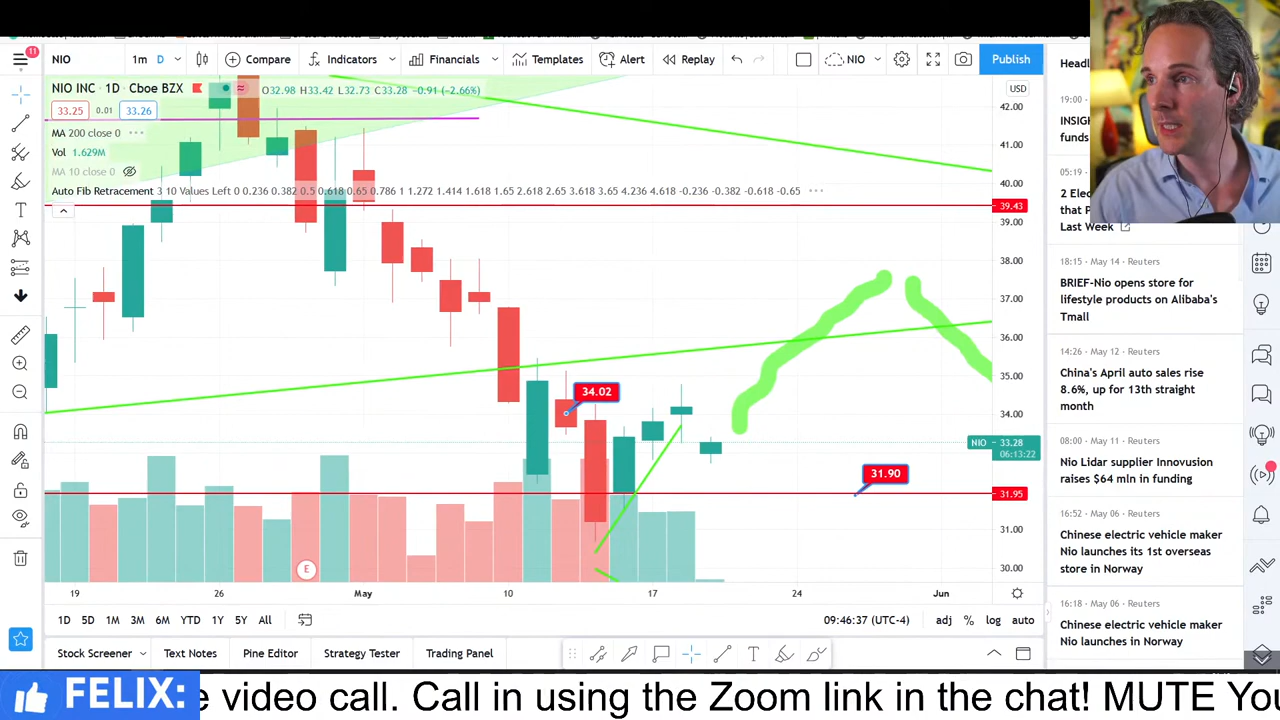 11
NIO
1m
D
Compare
Indicators
Financials
Templates
Alert
Replay
NIO
Publish
NIO INC · 1D · Cboe BZX
O32.98 H33.42 L32.73 C33.28 -0.91 (-2.66%)
33.25
0.01
33.26
MA 200 close 0
Vol 1.629M
MA 10 close 0
Auto Fib Retracement 3 10 Values Left 0 0.236 0.382 0.5 0.618 0.65 0.786 1 1.272 1.414 1.618 1.65 2.618 2.65 3.618 3.65 4.236 4.618 -0.236 -0.382 -0.618 -0.65
USD
42.00
41.00
40.00
39.43
39.00
38.00
37.00
36.00
35.00
34.00
NIO 33.28
06:13:22
31.95
31.00
30.00
34.02
31.90
E
19
26
May
10
17
24
Jun
1D
5D
1M
3M
6M
YTD
1Y
5Y
All
09:46:37 (UTC-4)
adj
%
log
auto
Stock Screener
Text Notes
Pine Editor
Strategy Tester
Trading Panel
Headl
19:00
INSIG
funds
05:19
2 Elec
that P
Last Week
18:15 · May 14 · Reuters
BRIEF-Nio opens store for
lifestyle products on Alibaba's
Tmall
14:26 · May 12 · Reuters
China's April auto sales rise
8.6%, up for 13th straight
month
08:00 · May 11 · Reuters
Nio Lidar supplier Innovusion
raises $64 mln in funding
16:52 · May 06 · Reuters
Chinese electric vehicle maker
Nio launches its 1st overseas
store in Norway
16:18 · May 06 · Reuters
Chinese electric vehicle maker
Nio launches in Norway
FELIX:
e video call. Call in using the Zoom link in the chat! MUTE You